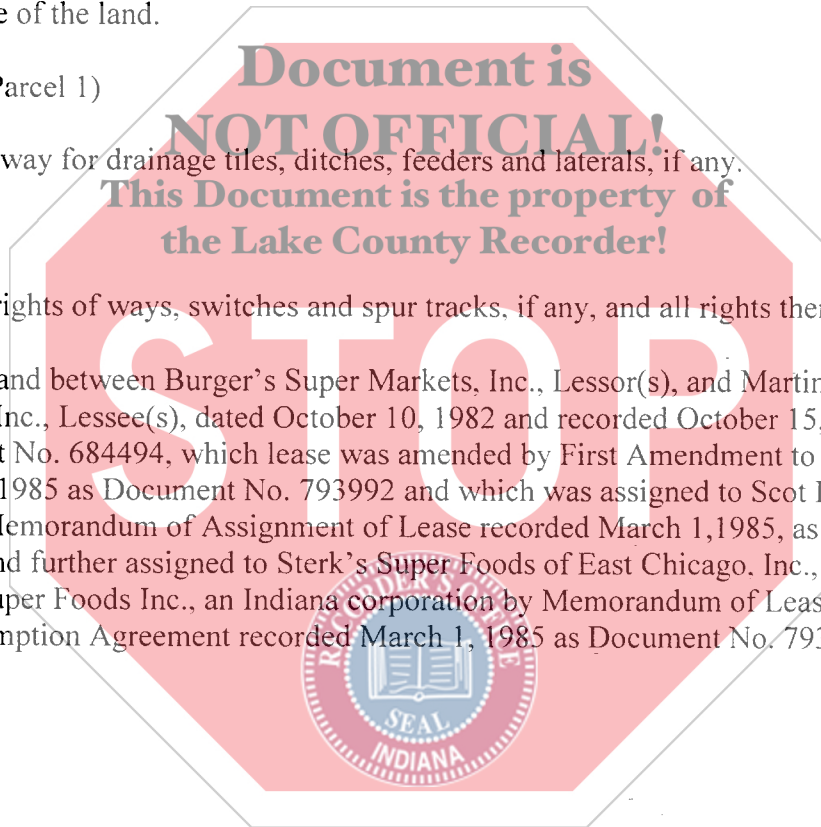 e of the land.
Document is
Parcel 1)
NOT OFFICIAL!
way for drainage tiles, ditches, feeders and laterals, if any.
This Document is the property of
the Lake County Recorder!
rights of ways, switches and spur tracks, if any, and all rights
STOP
and between Burger's Super Markets, Inc., Lessor(s), and Martin
Inc., Lessee(s), dated October 10, 1982 and recorded October 15,
No. 684494, which lease was amended by First Amendment to
1985 as Document No. 793992 and which was assigned to Scot
Memorandum of Assignment of Lease recorded March 1,1985, as
nd further assigned to Sterk's Super Foods of East Chicago, Inc.,
uper Foods Inc., an Indiana corporation by Memorandum of Leas
mption Agreement recorded March 1, 1985 as Document No. 793
RECORDER'S OFFICE
SEAL
INDIANA